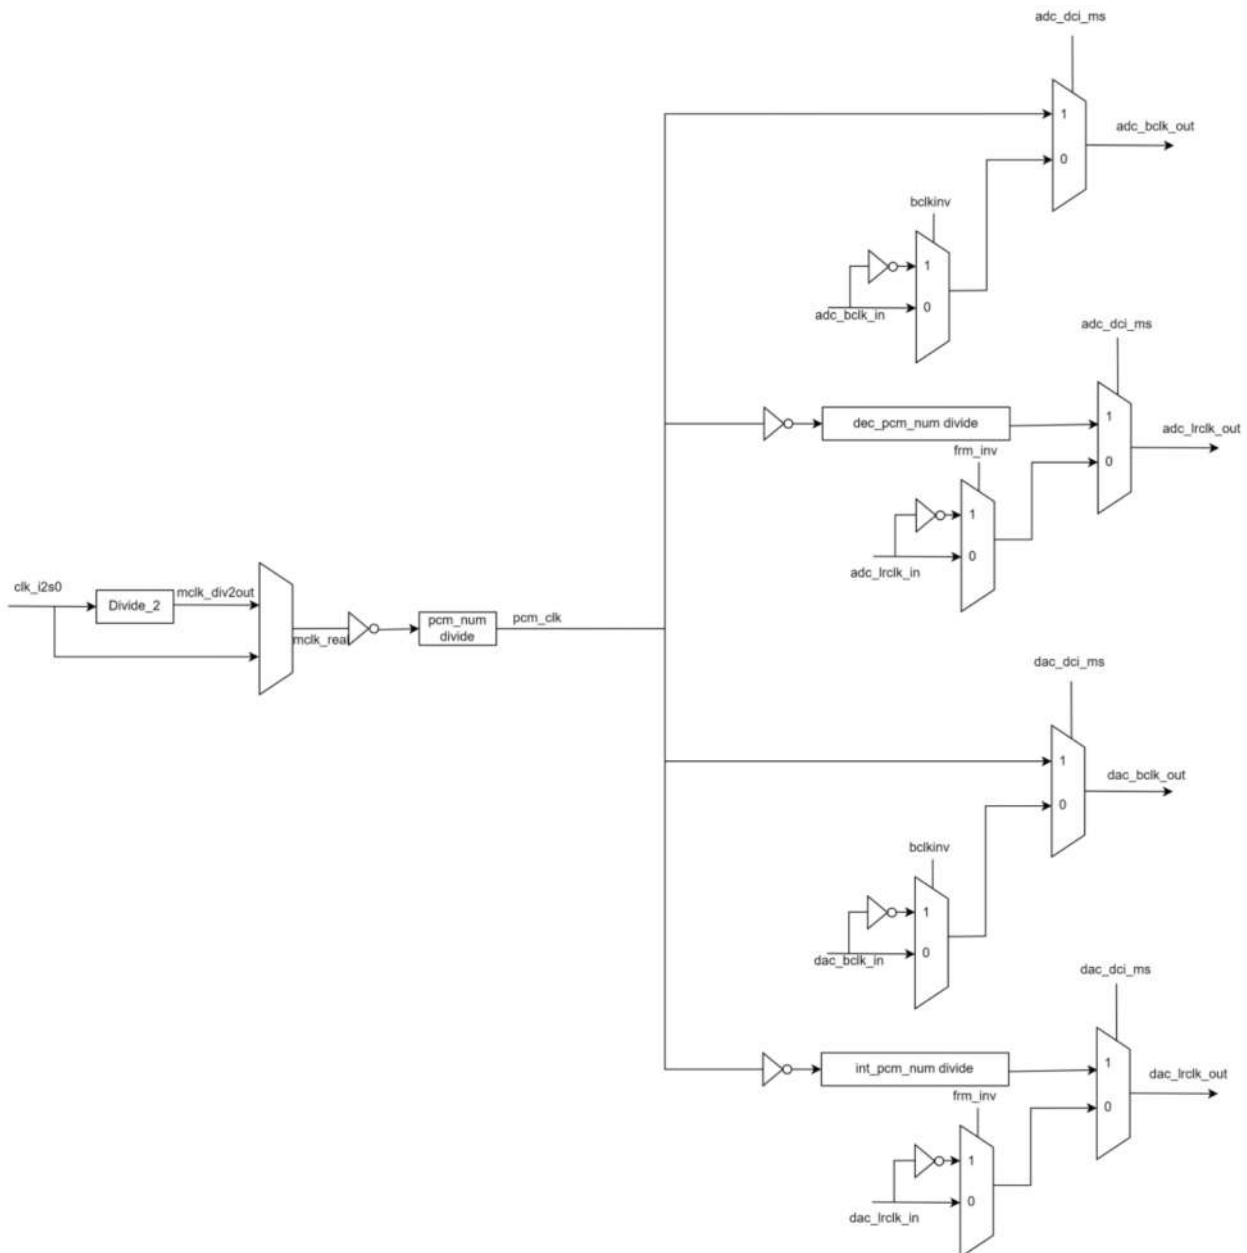 adc_dci_ms
1
adc_bclk_out
0
bclkinv
1
0
adc_bclk_in
adc_dci_ms
1
dec_pcm_num divide
adc_lrclk_out
0
frm_inv
1
0
adc_lrclk_in
clk_i2s0
Divide_2
mclk_div2out
mclk_real
pcm_num
divide
pcm_clk
dac_dci_ms
1
dac_bclk_out
0
bclkinv
1
0
dac_bclk_in
dac_dci_ms
1
int_pcm_num divide
dac_lrclk_out
0
frm_inv
1
0
dac_lrclk_in